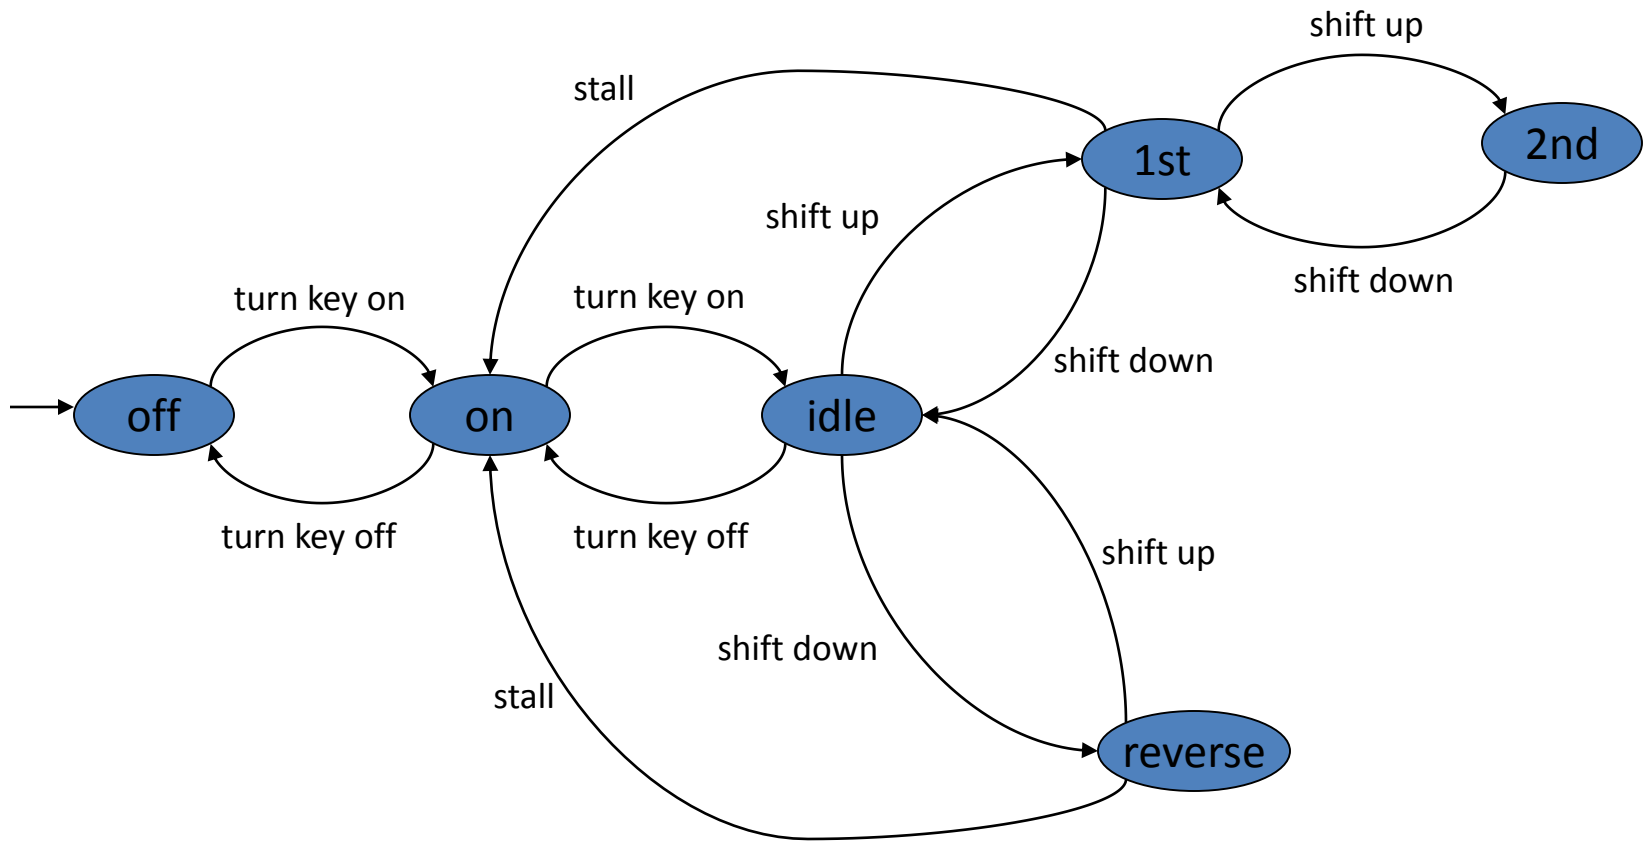 shift up
stall
1st
2nd
shift up
shift down
turn key on
turn key on
shift down
off
on
idle
turn key off
turn key off
shift up
shift down
stall
reverse